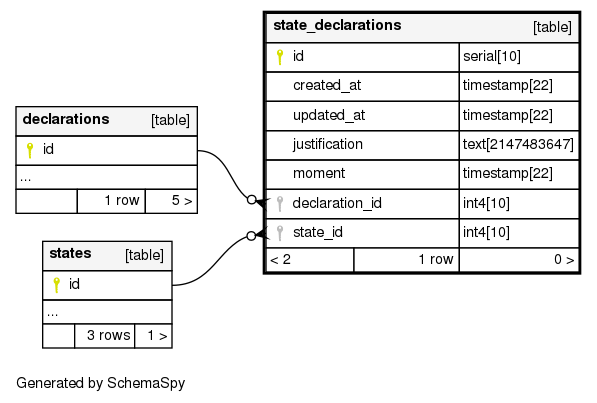 state_declarations [table]
id serial[10]
created_at timestamp[22]
updated_at timestamp[22]
justification text[2147483647]
moment timestamp[22]
declaration_id int4[10]
state_id int4[10]
< 2 1 row 0 >
declarations [table]
id
...
1 row 5 >
states [table]
id
...
3 rows 1 >
Generated by SchemaSpy